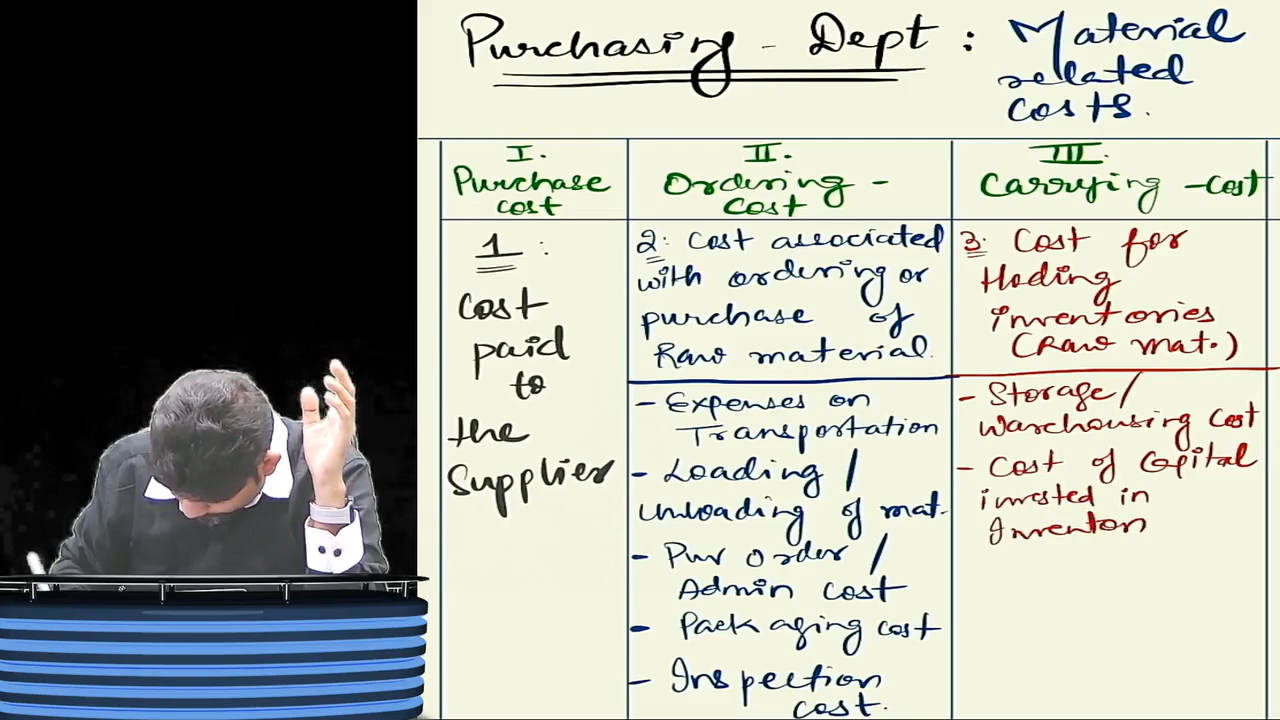 Purchasing - Dept : Material
related
costs.
I.
Purchase
cost
1 :
cost
paid
to
the
Supplier
II.
Ordering -
cost
2: Cost associated
with ordering or
purchase of
Raw material.
- Expenses on
Transportation
- Loading /
Unloading of mat.
- Pur order /
Admin cost
- Packaging cost
- Inspection
cost.
III.
Carrying - cost
3: Cost for
Hoding
inventories
(Raw mat.)
- Storage/
Warehousing cost
- Cost of Capital
invested in
Inventon